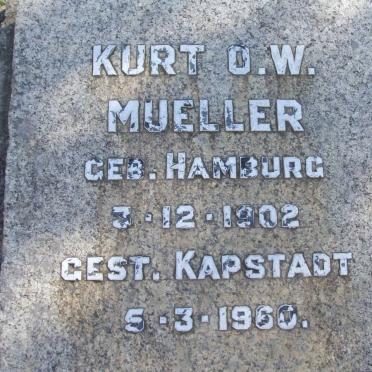 KURT O.W.
MUELLER
GEB. HAMBURG
3·12·1902
GEST. KAPSTADT
5·3·1960.